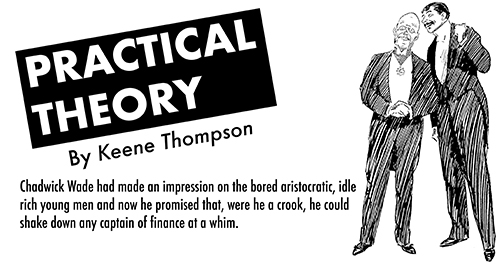 PRACTICAL
THEORY
By Keene Thompson
Chadwick Wade had made an impression on the bored aristocratic, idle
rich young men and now he promised that, were he a crook, he could
shake down any captain of finance at a whim.